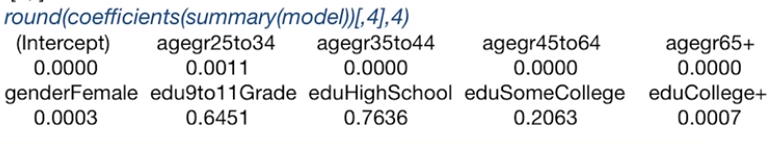 round(coefficients(summary(model))[,4],4)
(Intercept) agegr25to34 agegr35to44 agegr45to64 agegr65+
0.0000 0.0011 0.0000 0.0000 0.0000
genderFemale edu9to11Grade eduHighSchool eduSomeCollege eduCollege+
0.0003 0.6451 0.7636 0.2063 0.0007